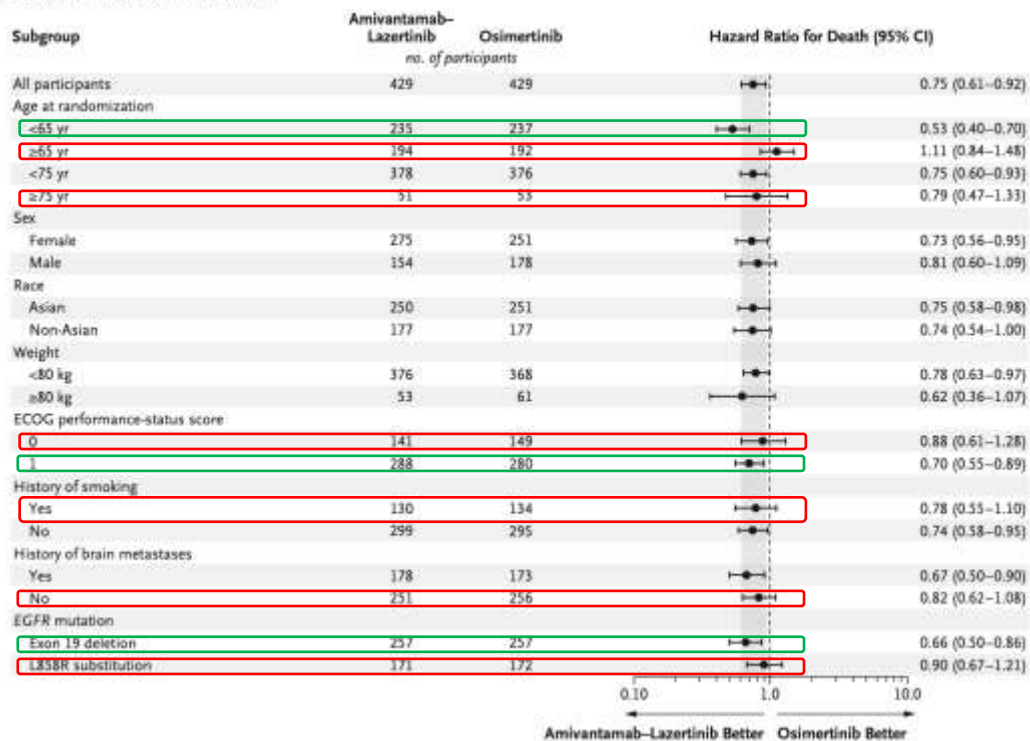 Subgroup Amivantamab–Lazertinib Osimertinib Hazard Ratio for Death (95% CI)
no. of participants
All participants 429 429 0.75 (0.61–0.92)
Age at randomization
<65 yr 235 237 0.53 (0.40–0.70)
≥65 yr 194 192 1.11 (0.84–1.48)
<75 yr 378 376 0.75 (0.60–0.93)
≥75 yr 51 53 0.79 (0.47–1.33)
Sex
Female 275 251 0.73 (0.56–0.95)
Male 154 178 0.81 (0.60–1.09)
Race
Asian 250 251 0.75 (0.58–0.98)
Non-Asian 177 177 0.74 (0.54–1.00)
Weight
<80 kg 376 368 0.78 (0.63–0.97)
≥80 kg 53 61 0.62 (0.36–1.07)
ECOG performance-status score
0 141 149 0.88 (0.61–1.28)
1 288 280 0.70 (0.55–0.89)
History of smoking
Yes 130 134 0.78 (0.55–1.10)
No 299 295 0.74 (0.58–0.95)
History of brain metastases
Yes 178 173 0.67 (0.50–0.90)
No 251 256 0.82 (0.62–1.08)
EGFR mutation
Exon 19 deletion 257 257 0.66 (0.50–0.86)
L858R substitution 171 172 0.90 (0.67–1.21)
0.10 1.0 10.0
Amivantamab–Lazertinib Better Osimertinib Better